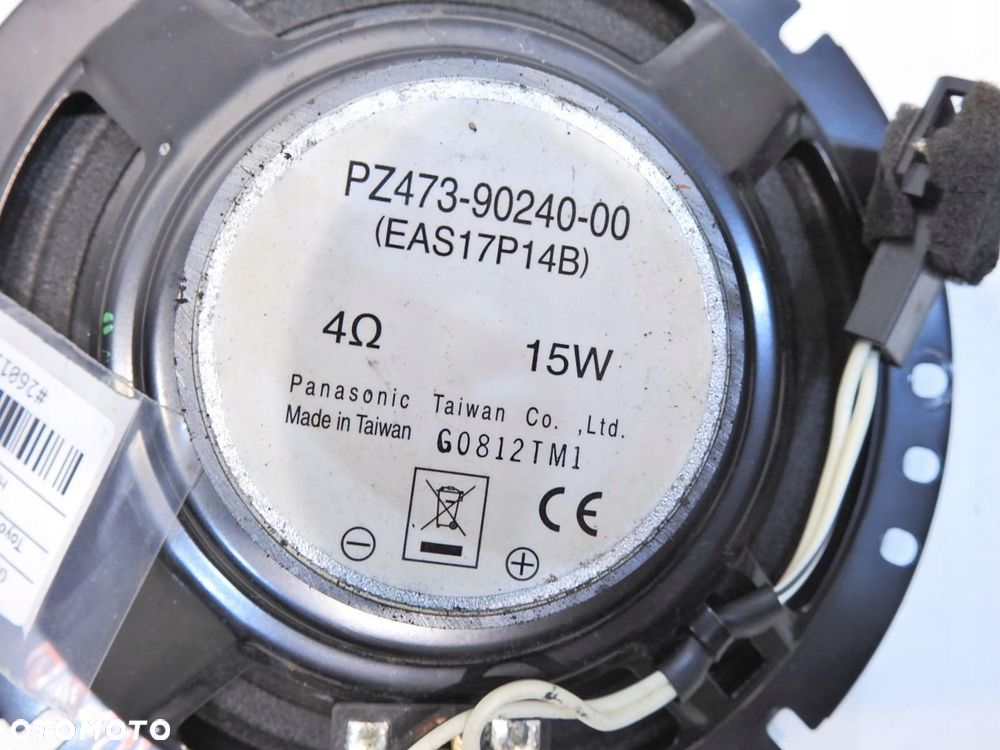 PZ473-90240-00
(EAS17P14B)
4Ω 15W
Panasonic Taiwan Co. ,Ltd.
Made in Taiwan G0812TM1
CE
OTOMOTO